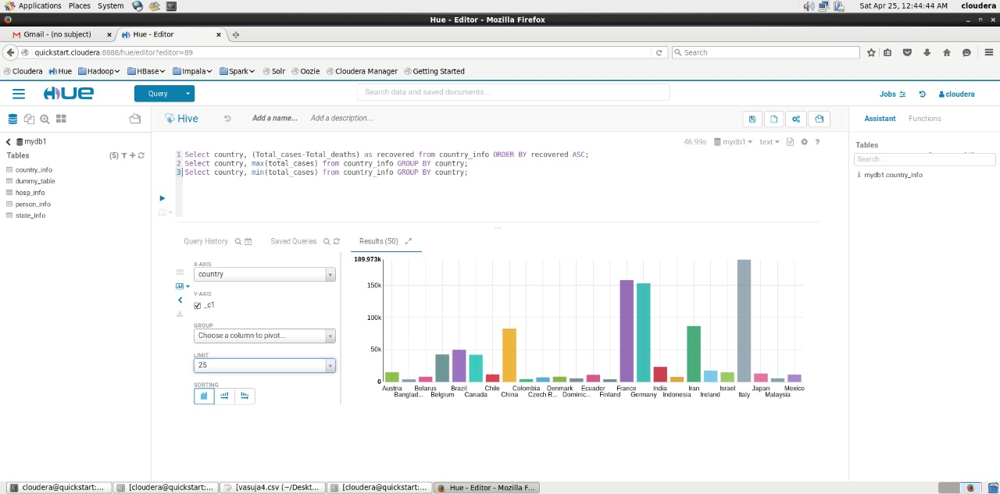 Applications Places System Sat Apr 25, 12:44:44 AM cloudera
Hue - Editor - Mozilla Firefox
Gmail - (no subject) × Hue - Editor ×
quickstart.cloudera:8888/hue/editor?editor=89 Search
Cloudera Hue Hadoop HBase Impala Spark Solr Oozie Cloudera Manager Getting Started
HUE Query Search data and saved documents... Jobs cloudera
Hive Add a name... Add a description... Assistant Functions
mydb1 46.99s mydb1 text ?
Tables (5) Tables
1 Select country, (Total_cases-Total_deaths) as recovered from country_info ORDER BY recovered ASC;
2 Select country, max(total_cases) from country_info GROUP BY country;
3 Select country, min(total_cases) from country_info GROUP BY country;
Search...
mydb1.country_info
country_info
dummy_table
hosp_info
person_info
state_info
Query History Saved Queries Results (50)
X-AXIS
country
Y-AXIS
_c1
GROUP
Choose a column to pivot...
LIMIT
25
SORTING
189.973k
150k
100k
50k
0
Austria Belarus Brazil Chile Colombia Denmark Ecuador France India Iran Israel Japan Mexico
Banglad... Belgium Canada China Czech R... Dominic... Finland Germany Indonesia Ireland Italy Malaysia
cloudera@quickstart:... [cloudera@quickstart:... [vasuja4.csv (~/Deskt... [cloudera@quickstart:... Hue - Editor - Mozilla F...